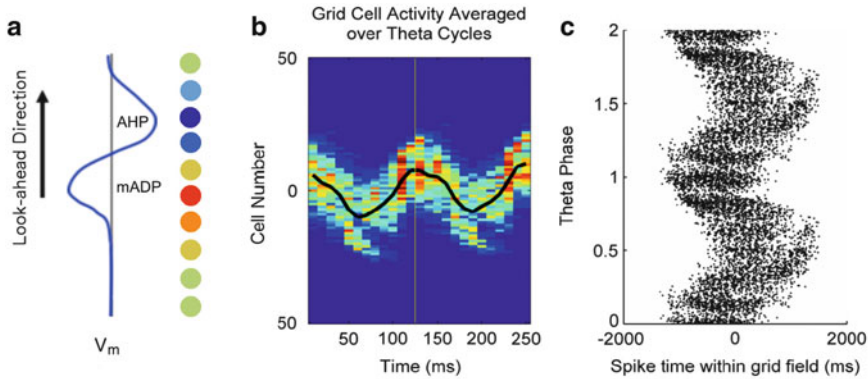 a
Look-ahead Direction
AHP
mADP
Vm
b
Grid Cell Activity Averaged
over Theta Cycles
Cell Number
50
0
50
50
100
150
200
250
Time (ms)
c
Theta Phase
2
1.5
1
0.5
0
-2000
0
2000
Spike time within grid field (ms)